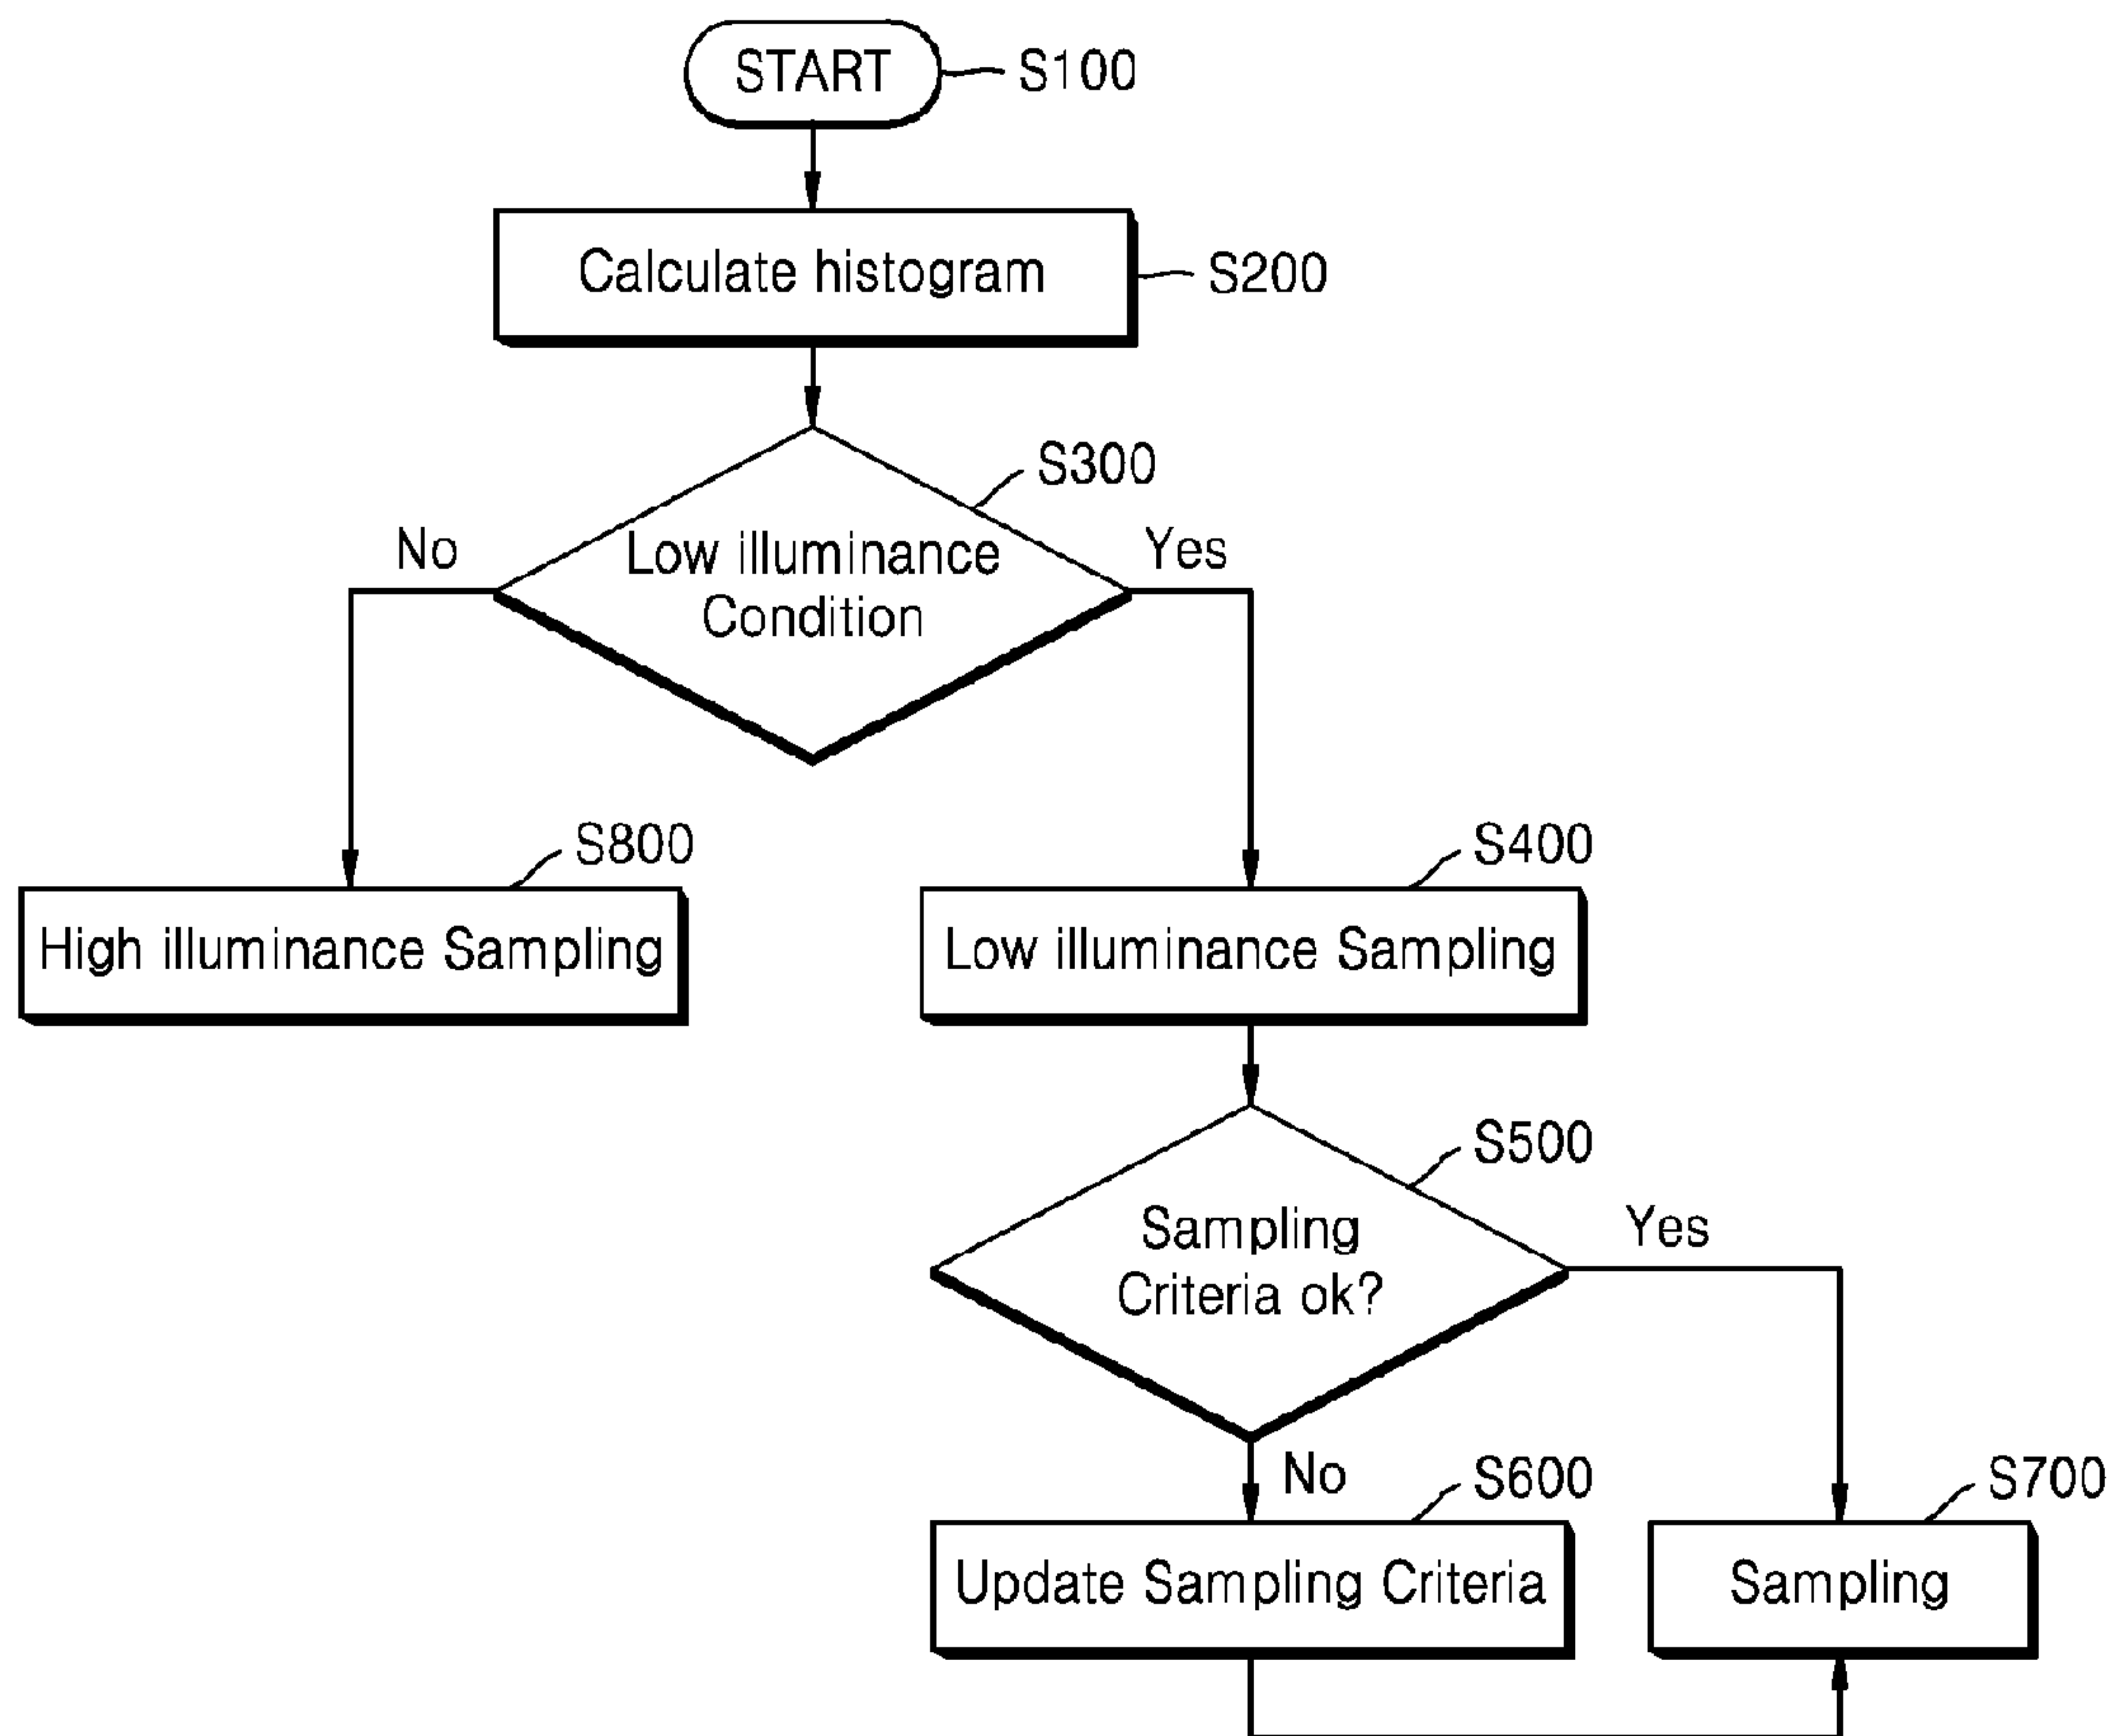 START
S100
Calculate histogram
S200
S300
No
Low illuminance
Condition
Yes
S800
High illuminance Sampling
S400
Low illuminance Sampling
S500
Sampling
Criteria ok?
Yes
No
S600
Update Sampling Criteria
S700
Sampling